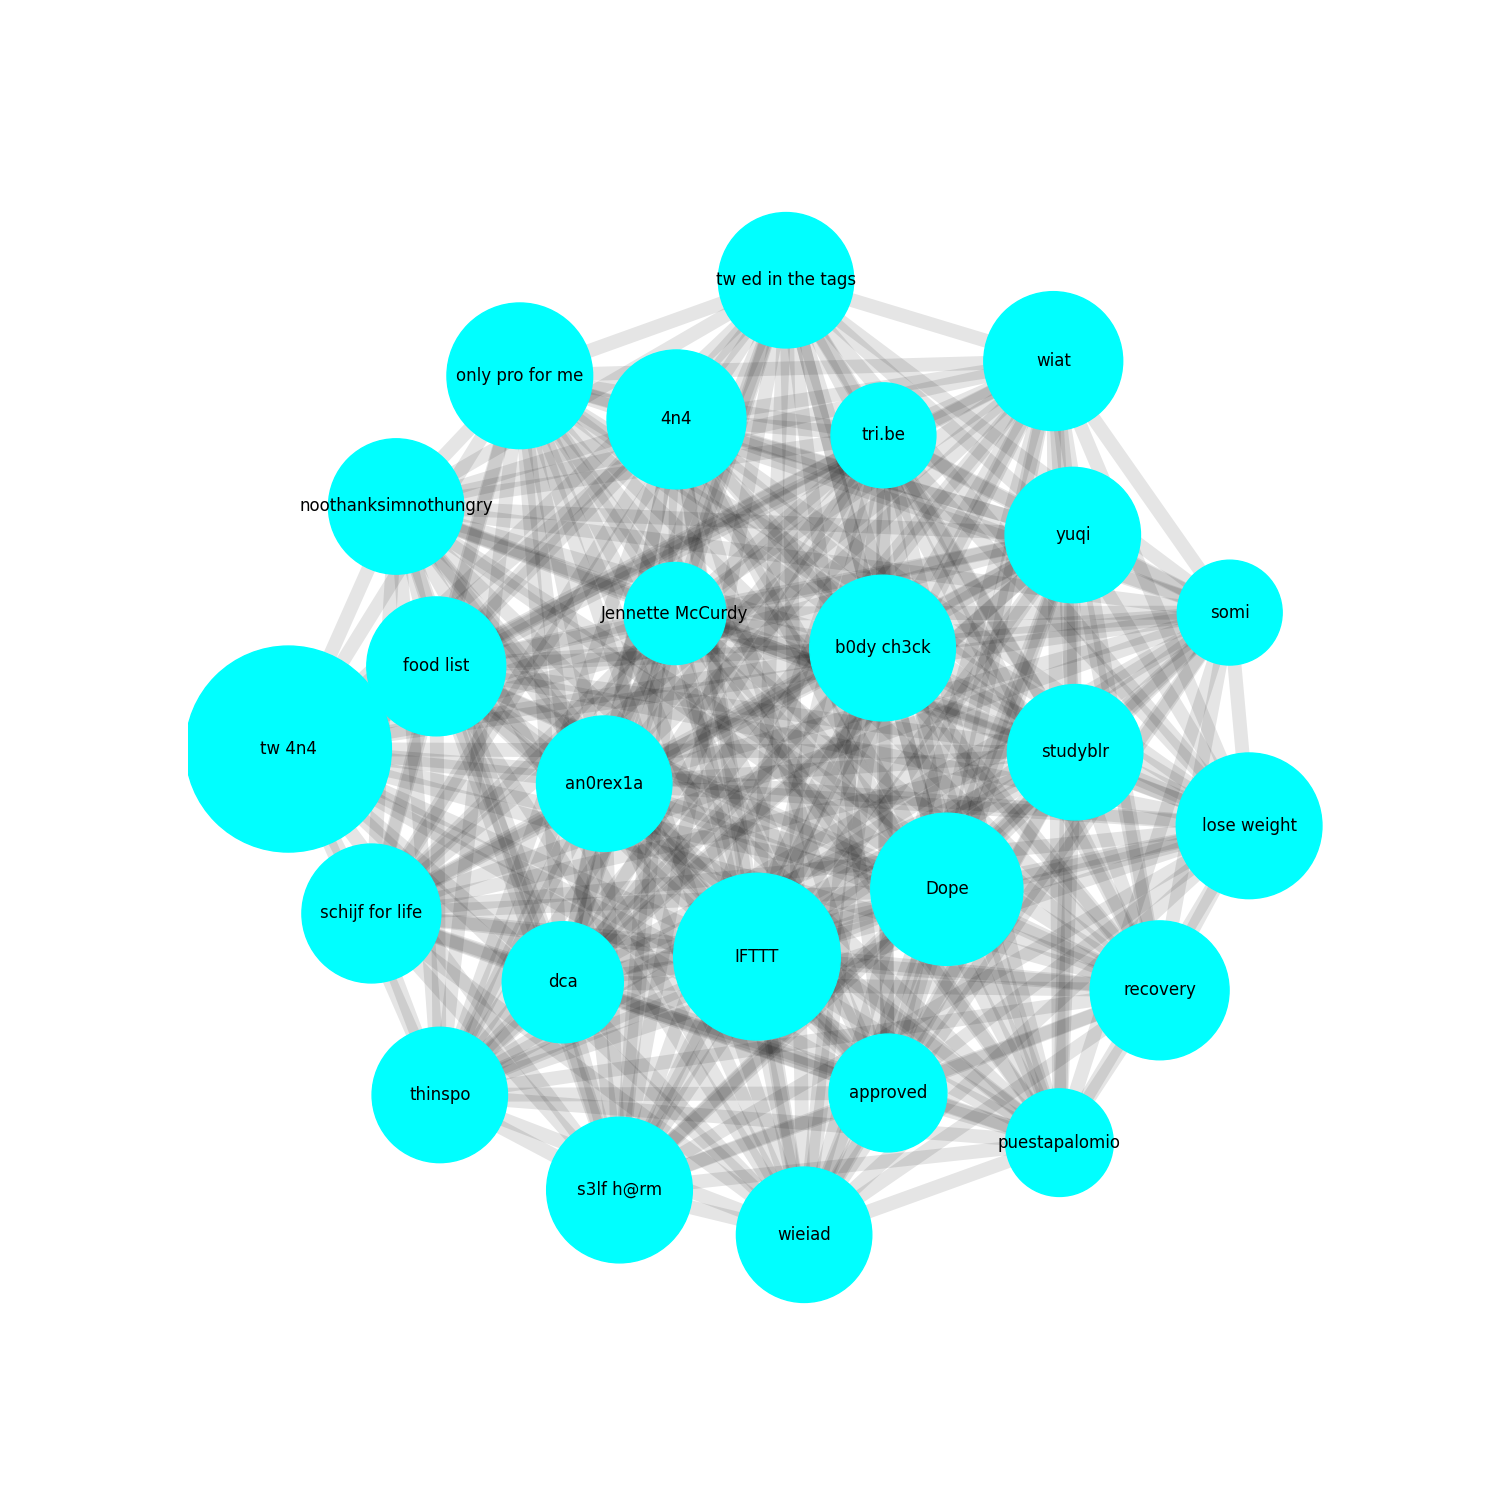 tw ed in the tags
wiat
only pro for me
4n4
tri.be
noothanksimnothungry
yuqi
Jennette McCurdy
somi
b0dy ch3ck
food list
tw 4n4
studyblr
an0rex1a
lose weight
Dope
schijf for life
IFTTT
dca
recovery
thinspo
approved
puestapalomio
s3lf h@rm
wieiad